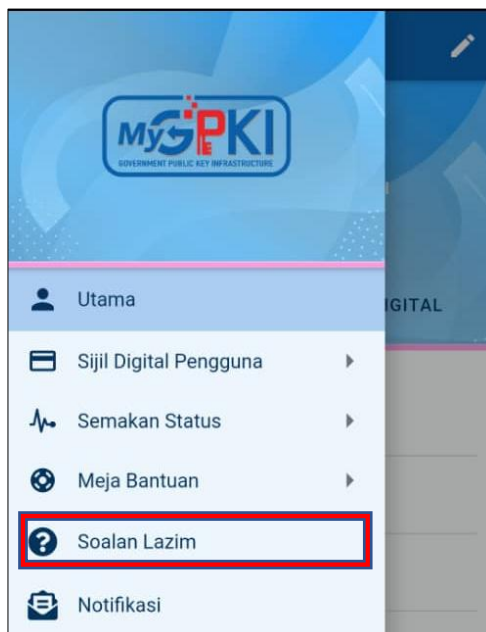 MyGPKI
GOVERNMENT PUBLIC KEY INFRASTRUCTURE
Utama
IGITAL
Sijil Digital Pengguna
Semakan Status
Meja Bantuan
Soalan Lazim
Notifikasi